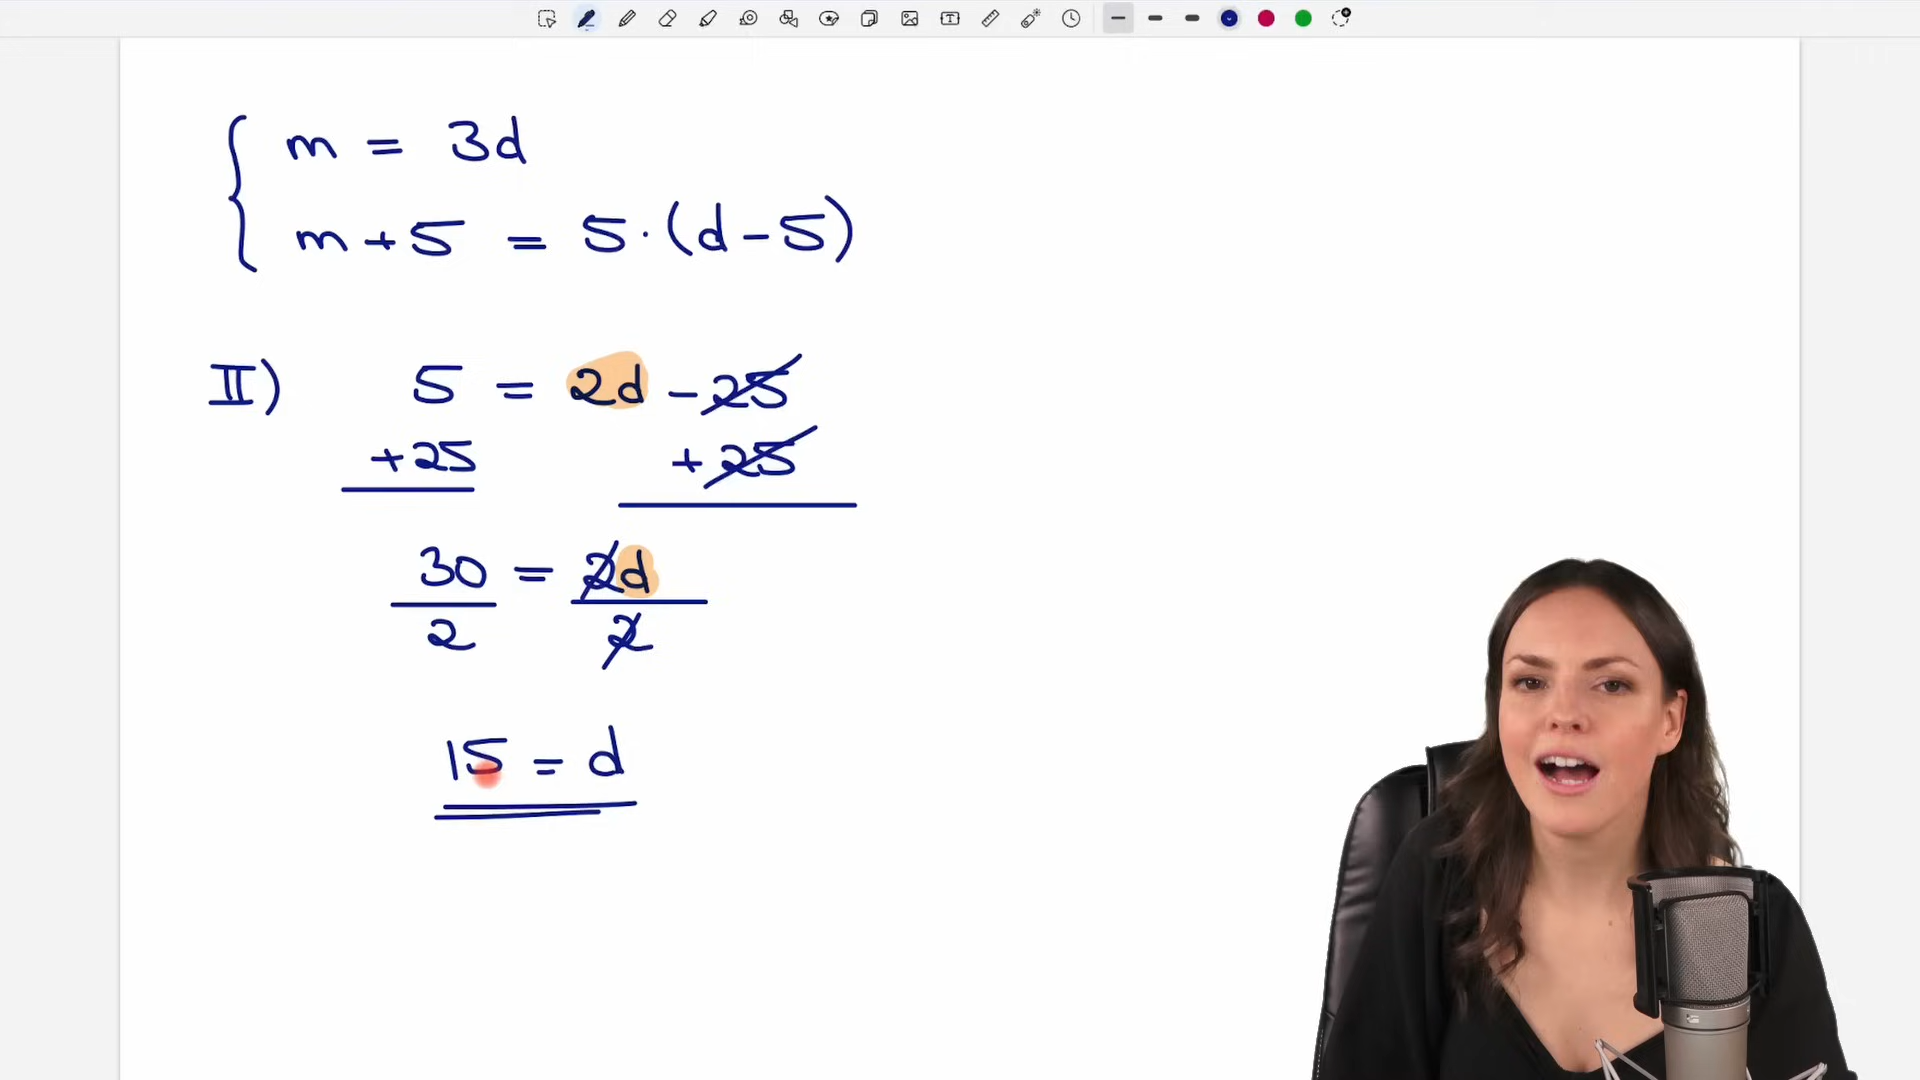 m = 3d
m + 5 = 5 · (d - 5)
II) 5 = 2d - 25
+ 25 + 25
30 = 2d
2 2
15 = d